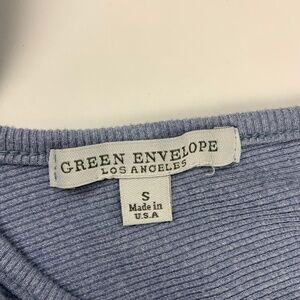 GREEN ENVELOPE
LOS ANGELES
S
Made in
U.S.A